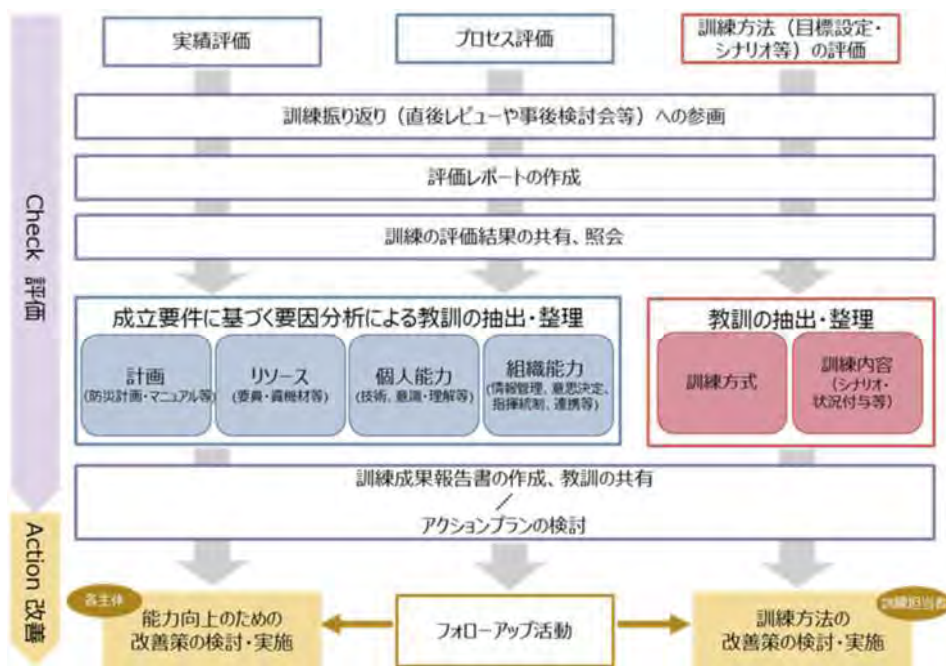 実績評価
プロセス評価
訓練方法（目標設定・
シナリオ等）の評価
訓練振り返り（直後レビューや事後検討会等）への参画
評価レポートの作成
訓練の評価結果の共有、照会
Check 評価
成立要件に基づく要因分析による教訓の抽出・整理
計画
(防災計画・マニュアル等)
リソース
(要員・資機材等)
個人能力
(技術、意識・理解等)
組織能力
(情報管理、意思決定、
指揮統制、連携等)
教訓の抽出・整理
訓練方式
訓練内容
(シナリオ・
状況付与等)
訓練成果報告書の作成、教訓の共有
／
アクションプランの検討
Action 改善
各主体
能力向上のための
改善策の検討・実施
フォローアップ活動
訓練担当者
訓練方法の
改善策の検討・実施